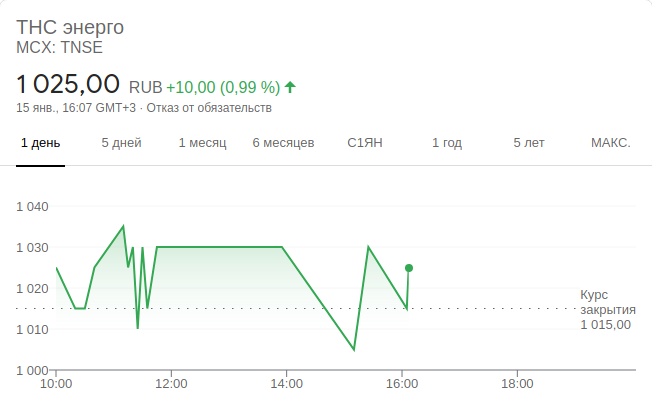 ТНС энерго
MCX: TNSE
1 025,00 RUB +10,00 (0,99 %)
15 янв., 16:07 GMT+3 · Отказ от обязательств
1 день 5 дней 1 месяц 6 месяцев С1ЯН 1 год 5 лет МАКС.
1 040
1 030
1 020
Курс
закрытия
1 015,00
1 010
1 000
10:00 12:00 14:00 16:00 18:00